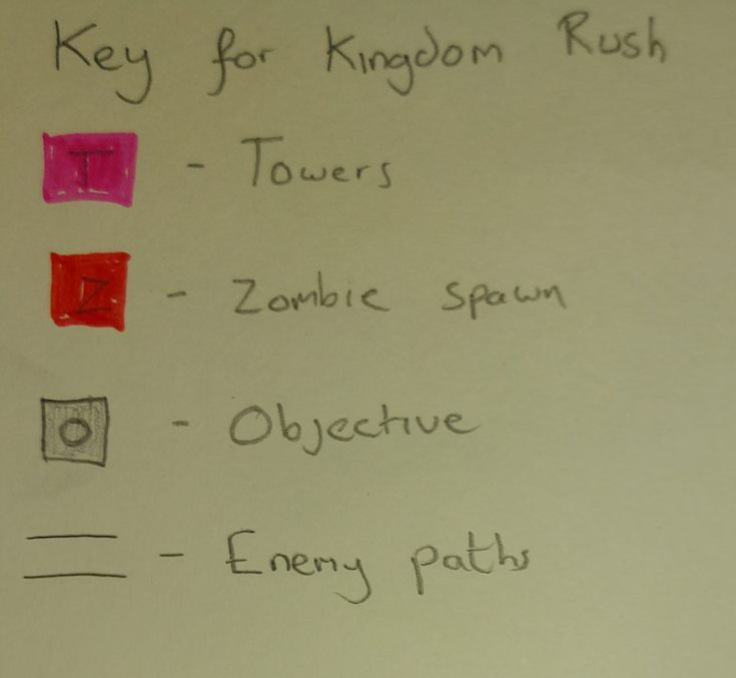 Key for Kingdom Rush
T - Towers
Z - Zombie spawn
O - Objective
- Enemy paths